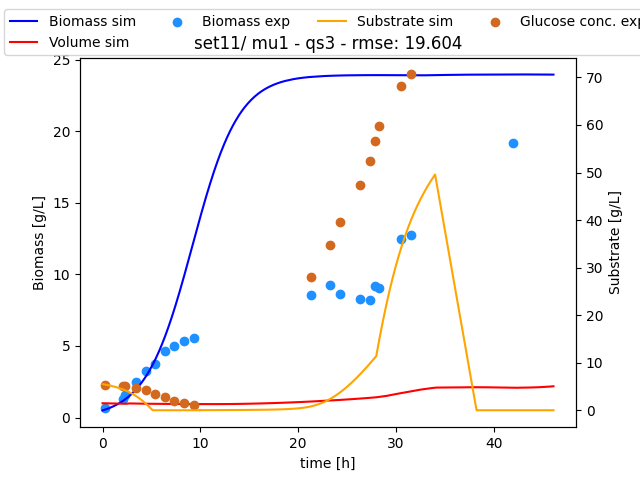 Biomass sim Biomass exp Substrate sim Glucose conc. exp
Volume sim
set11/ mu1 - qs3 - rmse: 19.604
25
20
15
10
5
0
Biomass [g/L]
70
60
50
40
30
20
10
0
Substrate [g/L]
0 10 20 30 40
time [h]